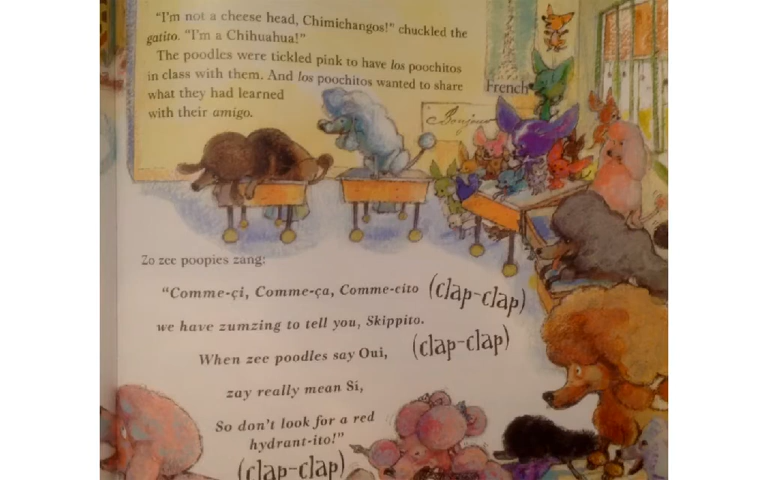 "I'm not a cheese head, Chimichangos!" chuckled the
gatito. "I'm a Chihuahua!"
The poodles were tickled pink to have los poochitos
in class with them. And los poochitos wanted to share
what they had learned
with their amigo.
French
Bonjour
Zo zee poopies zang:
"Comme-çi, Comme-ça, Comme-cito (clap-clap)
we have zumzing to tell you, Skippito.
When zee poodles say Oui, (clap-clap)
zay really mean Sí,
So don't look for a red
hydrant-ito!"
(clap-clap)